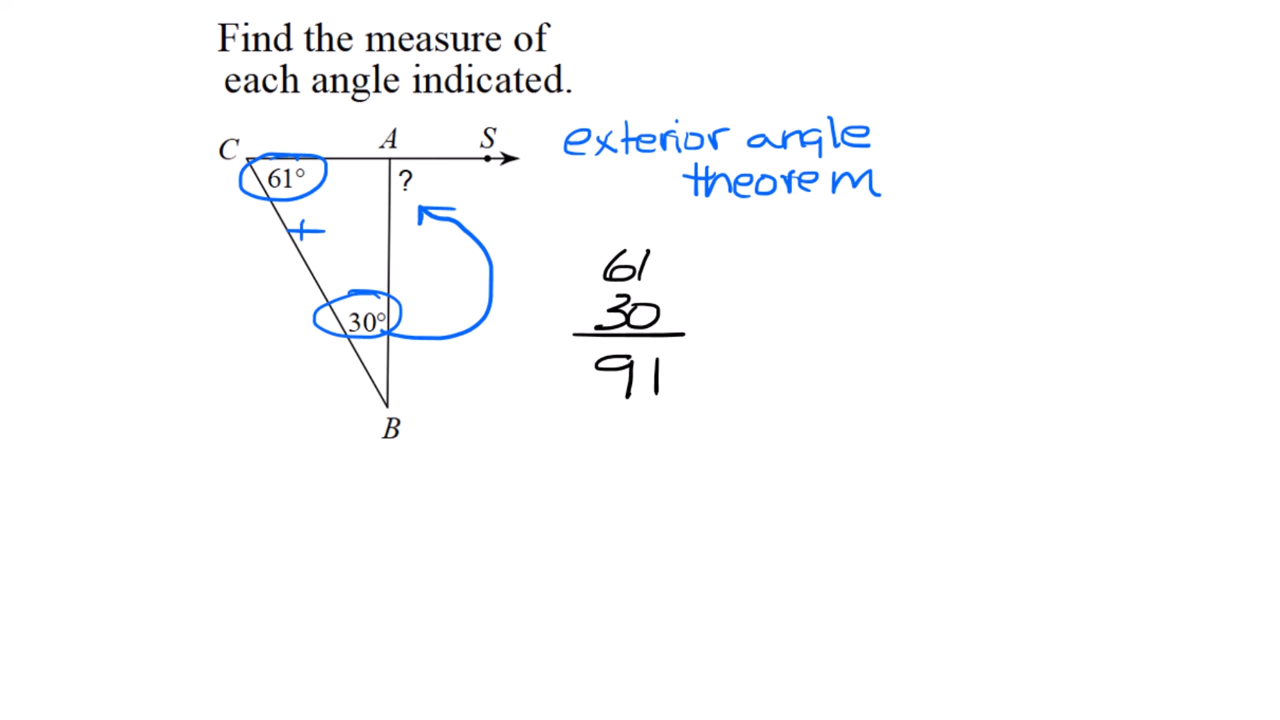 Find the measure of
each angle indicated.
C A S
61°
?
30°
B
exterior angle
theorem
+
61
30
91